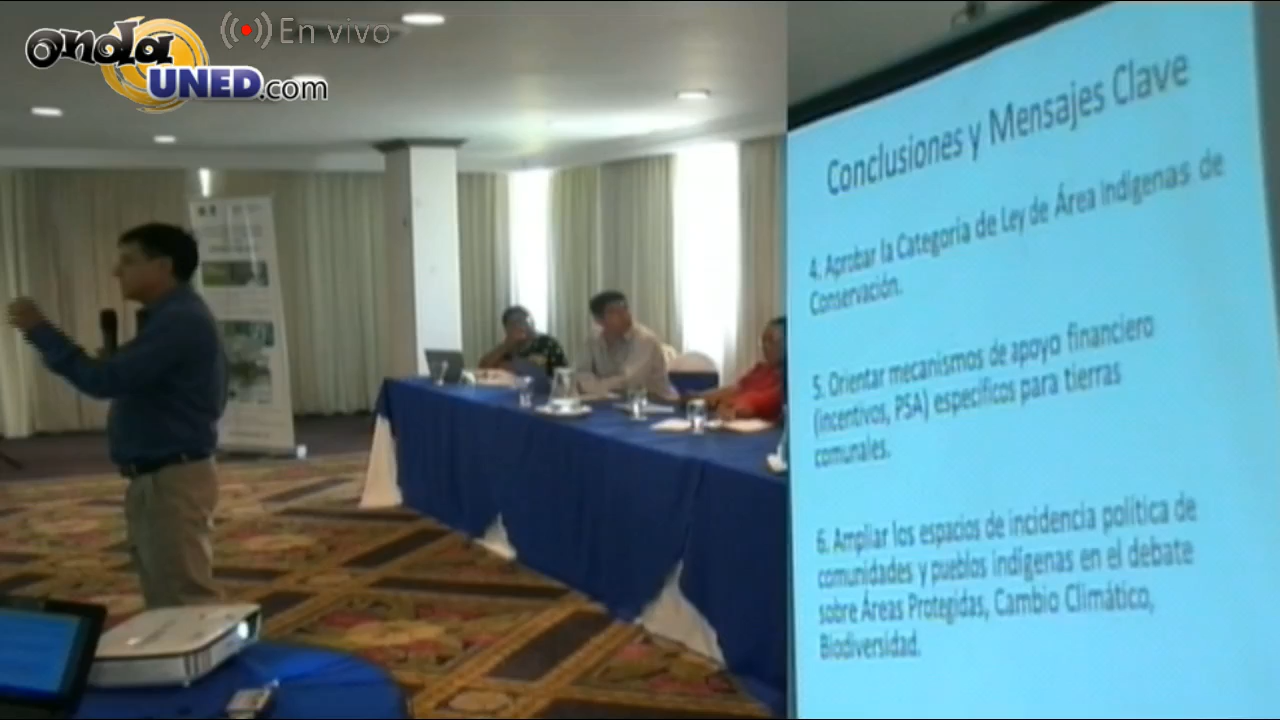 onda
UNED.com
En vivo
Conclusiones y Mensajes Clave
4. Aprobar la Categoria de Ley de Área Indígenas de
Conservación.
5. Orientar mecanismos de apoyo financiero
(incentivos, PSA) específicos para tierras
comunales.
6. Ampliar los espacios de incidencia política de
comunidades y pueblos indígenas en el debate
sobre Áreas Protegidas, Cambio Climático,
Biodiversidad.